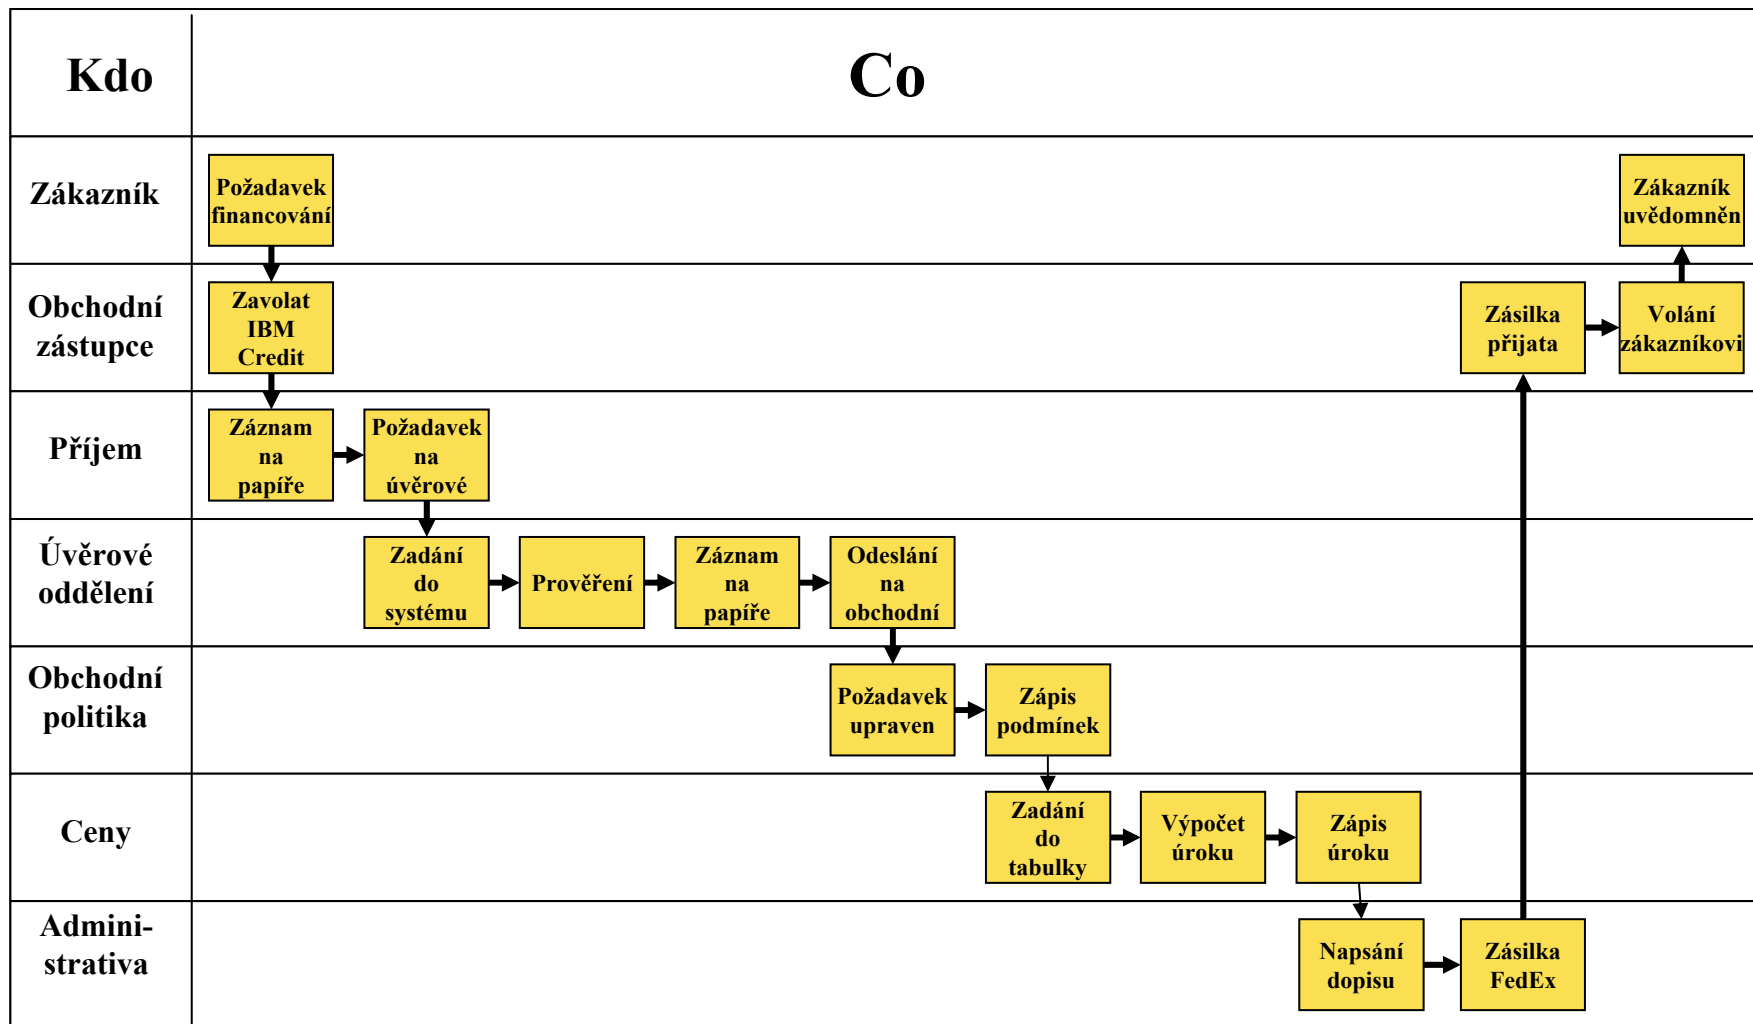 Kdo
Co
Zákazník
Požadavek
financování
Zákazník
uvědomněn
Obchodní
zástupce
Zavolat
IBM
Credit
Zásilka
přijata
Volání
zákazníkovi
Příjem
Záznam
na
papíře
Požadavek
na
úvěrové
Úvěrové
oddělení
Zadání
do
systému
Prověření
Záznam
na
papíře
Odeslání
na
obchodní
Obchodní
politika
Požadavek
upraven
Zápis
podmínek
Ceny
Zadání
do
tabulky
Výpočet
úroku
Zápis
úroku
Admini-
strativa
Napsání
dopisu
Zásilka
FedEx